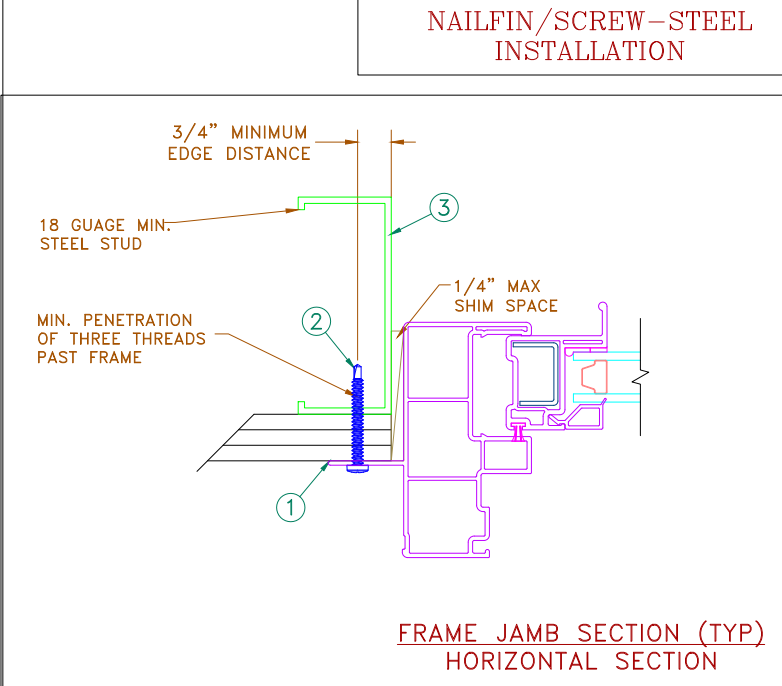 NAILFIN/SCREW-STEEL
INSTALLATION
3/4" MINIMUM
EDGE DISTANCE
3
18 GUAGE MIN.
STEEL STUD
1/4" MAX
SHIM SPACE
MIN. PENETRATION
OF THREE THREADS
PAST FRAME
2
1
FRAME JAMB SECTION (TYP)
HORIZONTAL SECTION